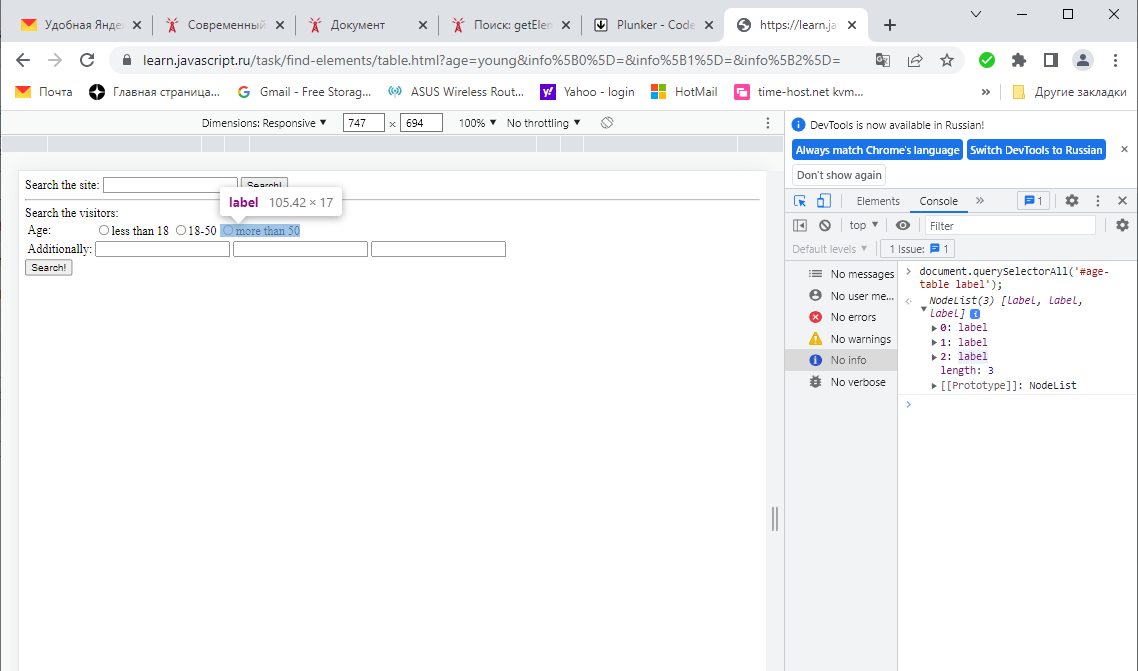 Удобная Яндек
Современный
Документ
Поиск: getElen
Plunker - Code
https://learn.ja
learn.javascript.ru/task/find-elements/table.html?age=young&info%5B0%5D=&info%5B1%5D=&info%5B2%5D=
Почта
Главная страница...
Gmail - Free Storag...
ASUS Wireless Rout...
Yahoo - login
HotMail
time-host.net kvm...
»
Другие закладки
Dimensions: Responsive ▼ 747 × 694 100% ▼ No throttling ▼
Search the site: Search!
label 105.42 × 17
Search the visitors:
Age: less than 18 18-50 more than 50
Additionally:
Search!
DevTools is now available in Russian!
Always match Chrome's language Switch DevTools to Russian
Don't show again
Elements Console » 1
top ▼ Filter
Default levels ▼ 1 Issue: 1
No messages
No user me...
No errors
No warnings
No info
No verbose
> document.querySelectorAll('#age-
table label');
NodeList(3) [label, label,
label] i
▶ 0: label
▶ 1: label
▶ 2: label
length: 3
▶ [[Prototype]]: NodeList
>